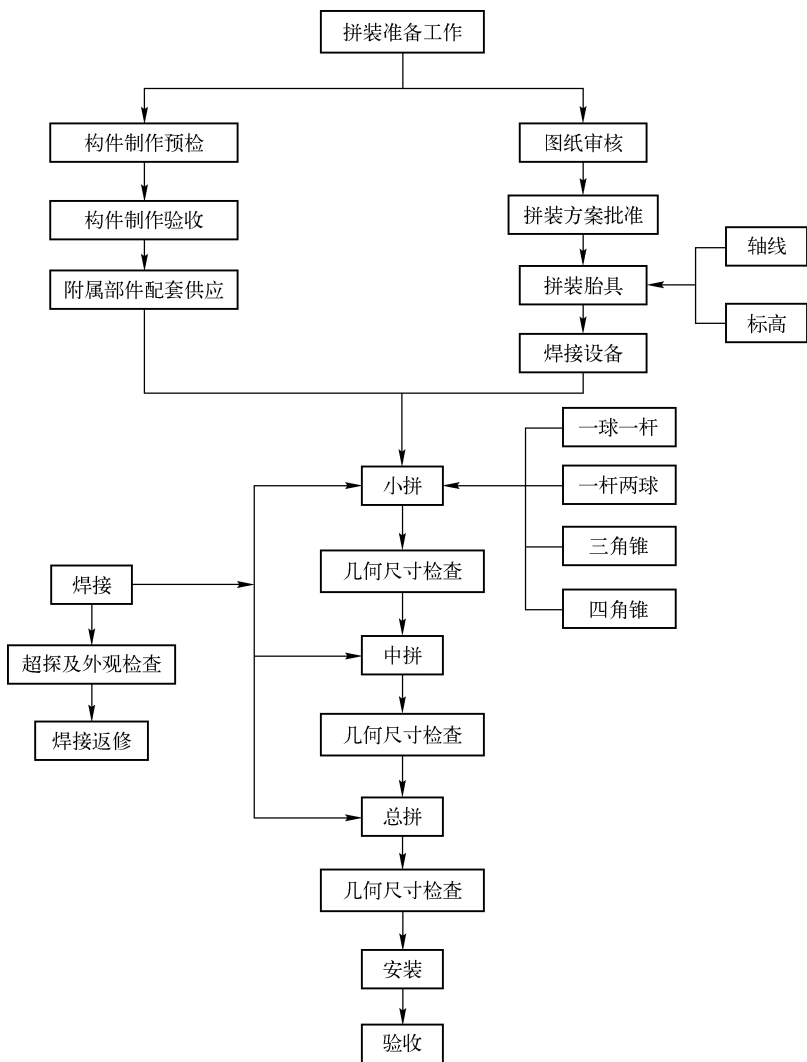 拼装准备工作
构件制作预检
图纸审核
构件制作验收
拼装方案批准
轴线
附属部件配套供应
拼装胎具
标高
焊接设备
一球一杆
小拼
一杆两球
三角锥
几何尺寸检查
焊接
四角锥
超探及外观检查
中拼
焊接返修
几何尺寸检查
总拼
几何尺寸检查
安装
验收